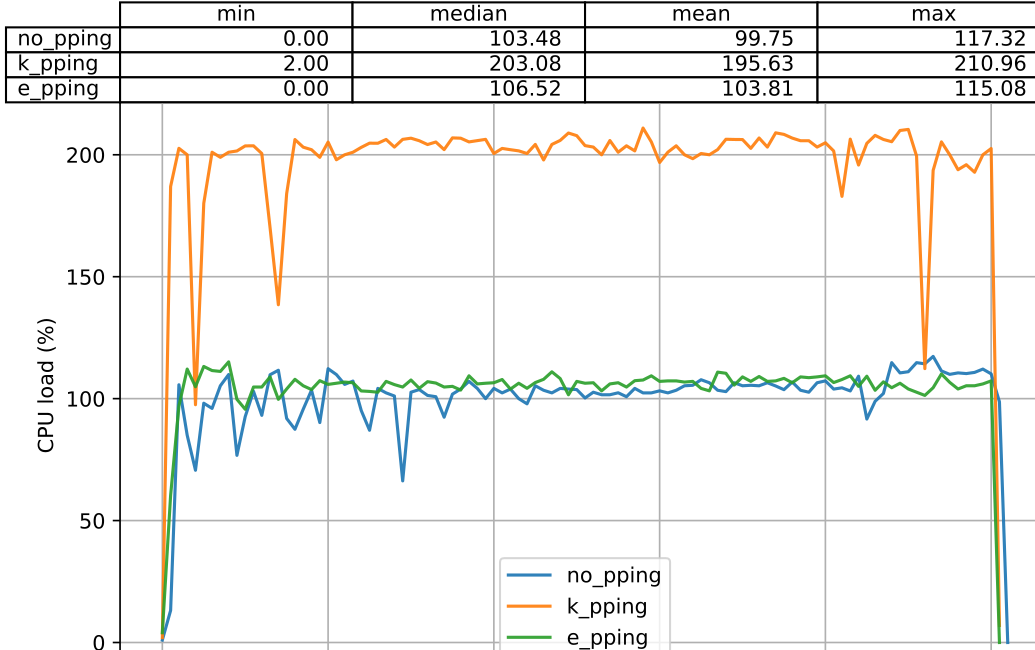 min median mean max
no_pping 0.00 103.48 99.75 117.32
k_pping 2.00 203.08 195.63 210.96
e_pping 0.00 106.52 103.81 115.08
200
150
100
50
0
CPU load (%)
no_pping
k_pping
e_pping